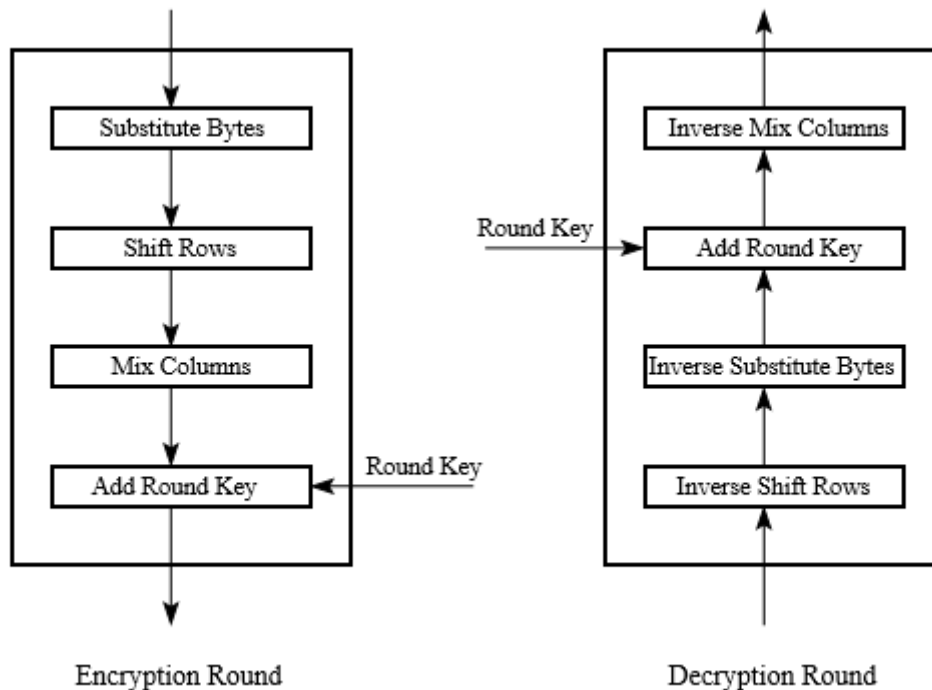 Substitute Bytes
Shift Rows
Mix Columns
Add Round Key
Round Key
Encryption Round
Inverse Mix Columns
Round Key
Add Round Key
Inverse Substitute Bytes
Inverse Shift Rows
Decryption Round